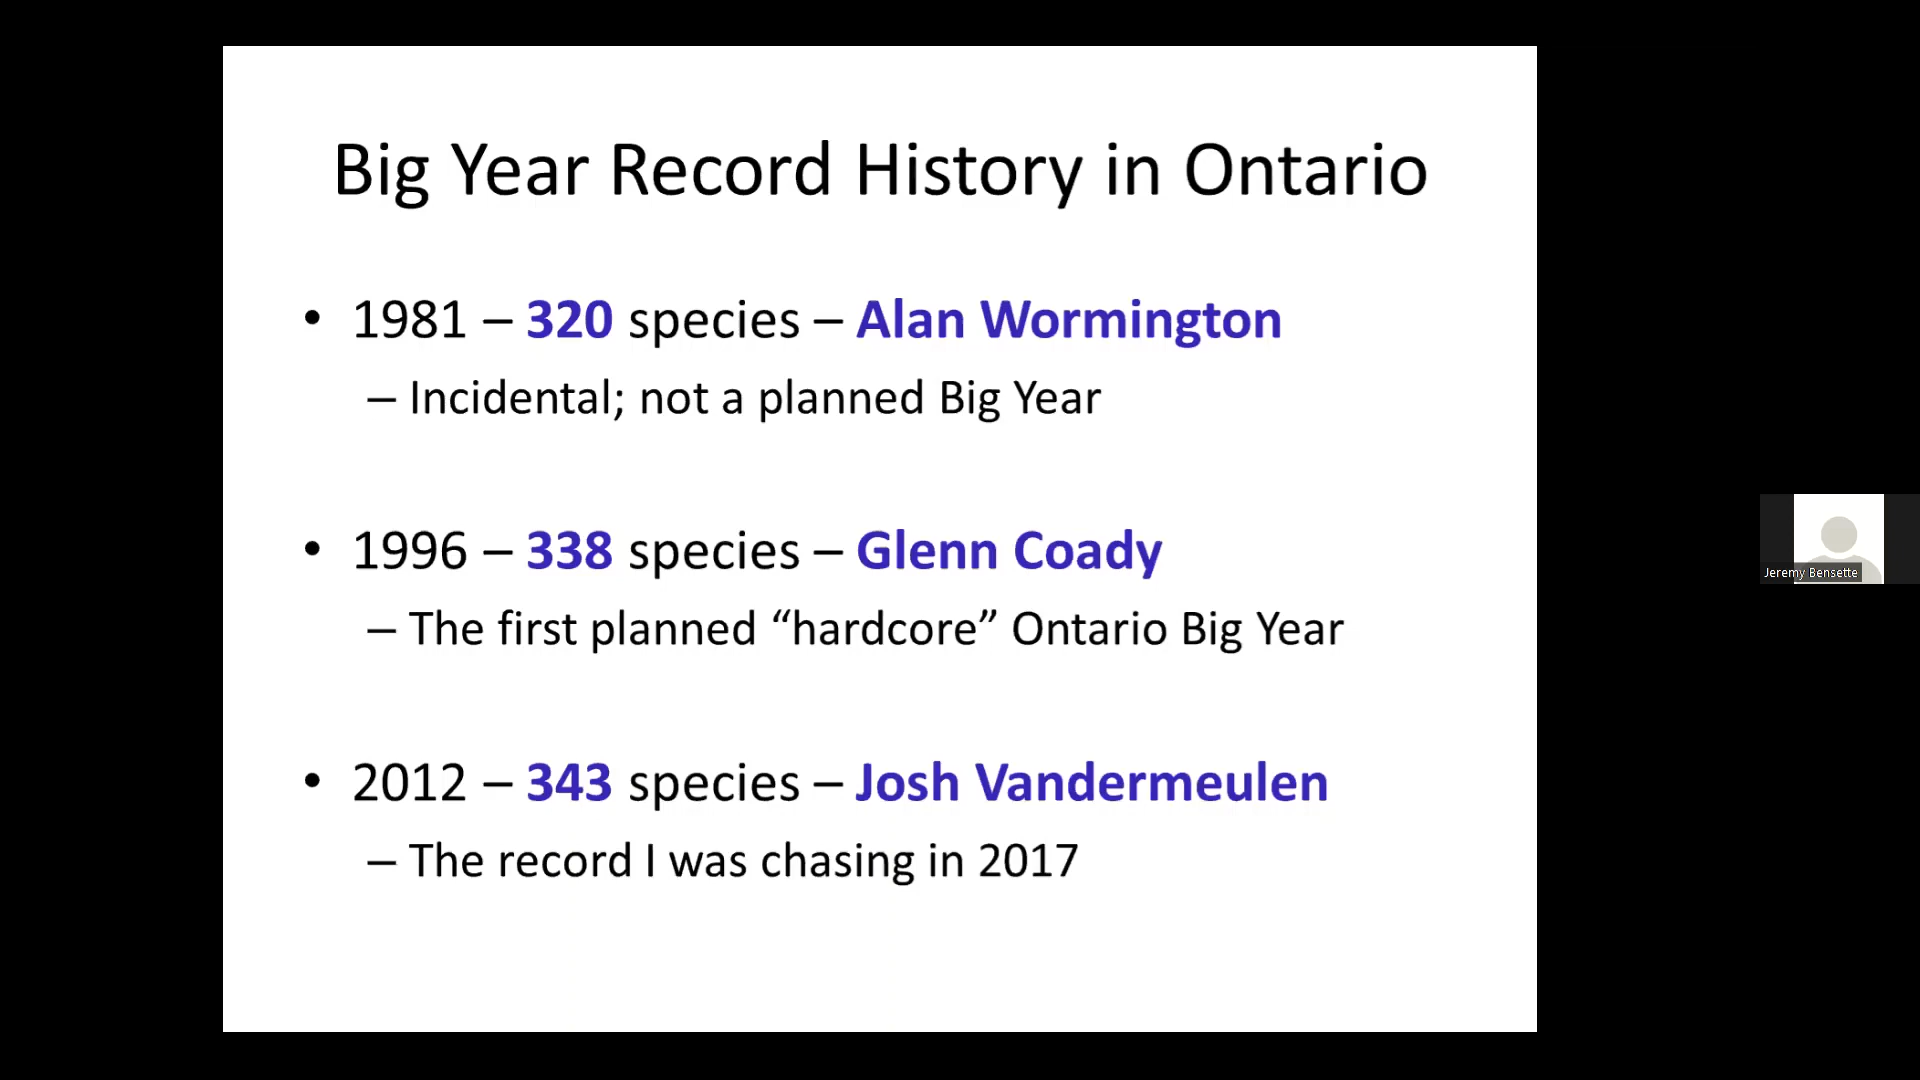 Big Year Record History in Ontario
• 1981 – 320 species – Alan Wormington
– Incidental; not a planned Big Year
• 1996 – 338 species – Glenn Coady
– The first planned “hardcore” Ontario Big Year
• 2012 – 343 species – Josh Vandermeulen
– The record I was chasing in 2017
Jeremy Bensette